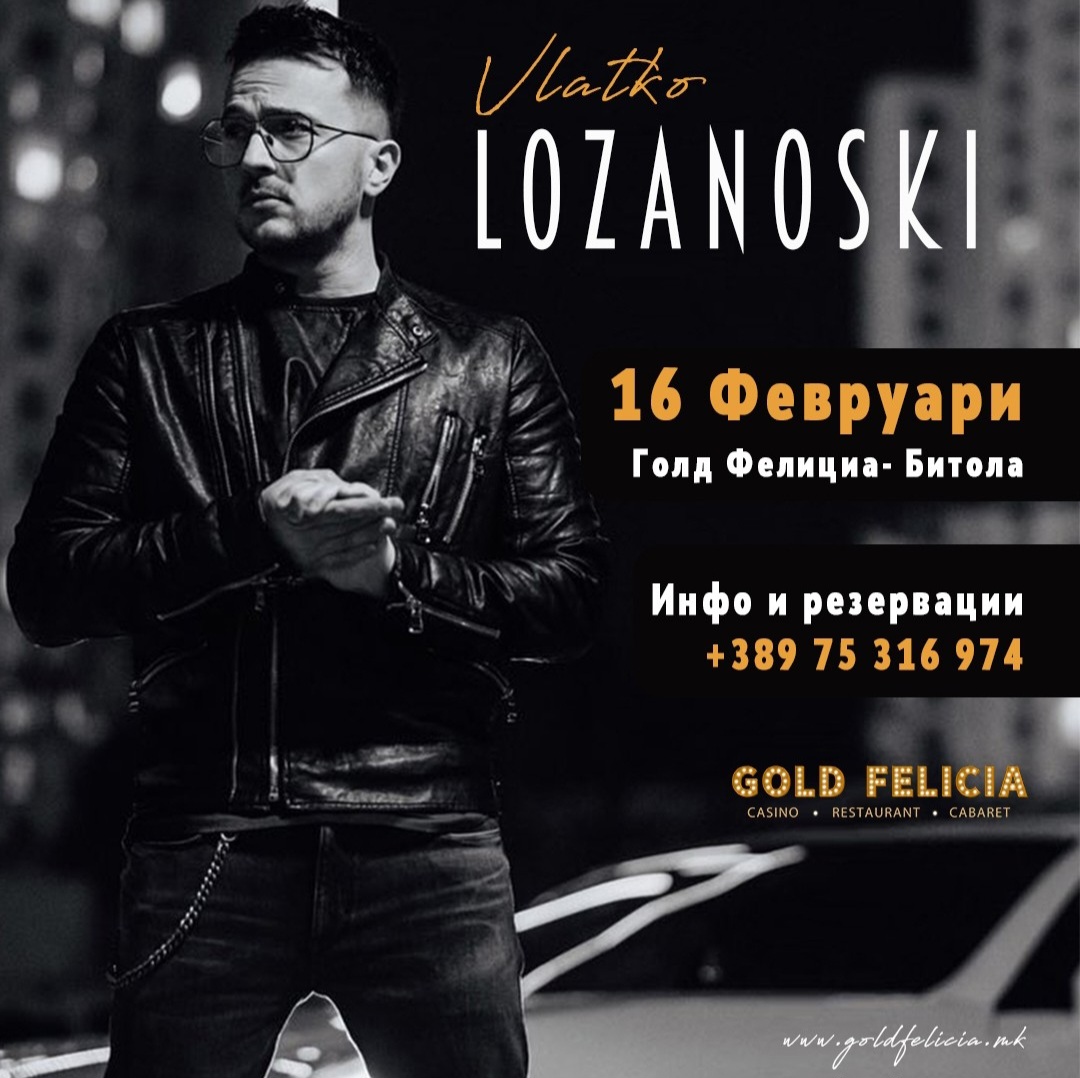 Vlatko
LOZANOSKI
16 Февруари
Голд Фелициа- Битола
Инфо и резервации
+389 75 316 974
GOLD FELICIA
CASINO • RESTAURANT • CABARET
www.goldfelicia.mk